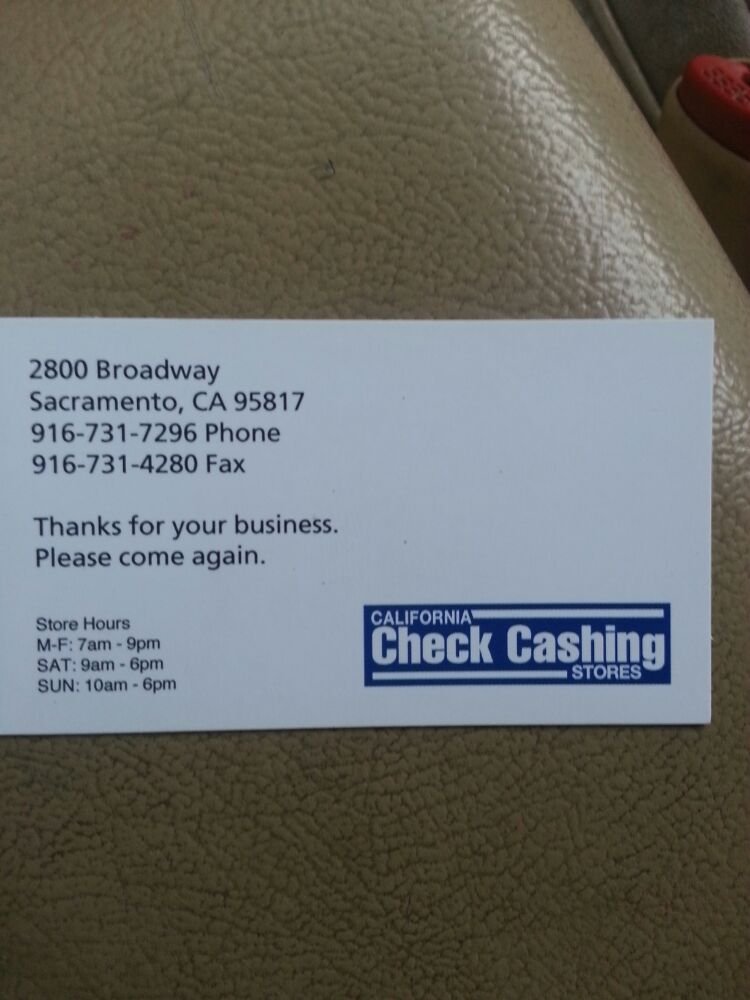 2800 Broadway
Sacramento, CA 95817
916-731-7296 Phone
916-731-4280 Fax
Thanks for your business.
Please come again.
Store Hours
M-F: 7am - 9pm
SAT: 9am - 6pm
SUN: 10am - 6pm
CALIFORNIA
Check Cashing
STORES